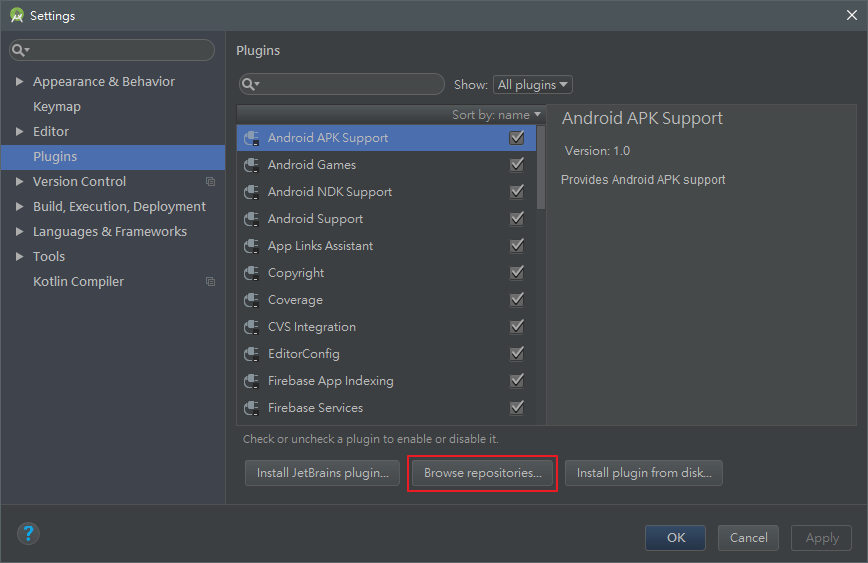 Settings
Plugins
Appearance & Behavior
Keymap
Editor
Plugins
Version Control
Build, Execution, Deployment
Languages & Frameworks
Tools
Kotlin Compiler
Show: All plugins
Sort by: name
Android APK Support
Android Games
Android NDK Support
Android Support
App Links Assistant
Copyright
Coverage
CVS Integration
EditorConfig
Firebase App Indexing
Firebase Services
Android APK Support
Version: 1.0
Provides Android APK support
Check or uncheck a plugin to enable or disable it.
Install JetBrains plugin... Browse repositories... Install plugin from disk...
? OK Cancel Apply